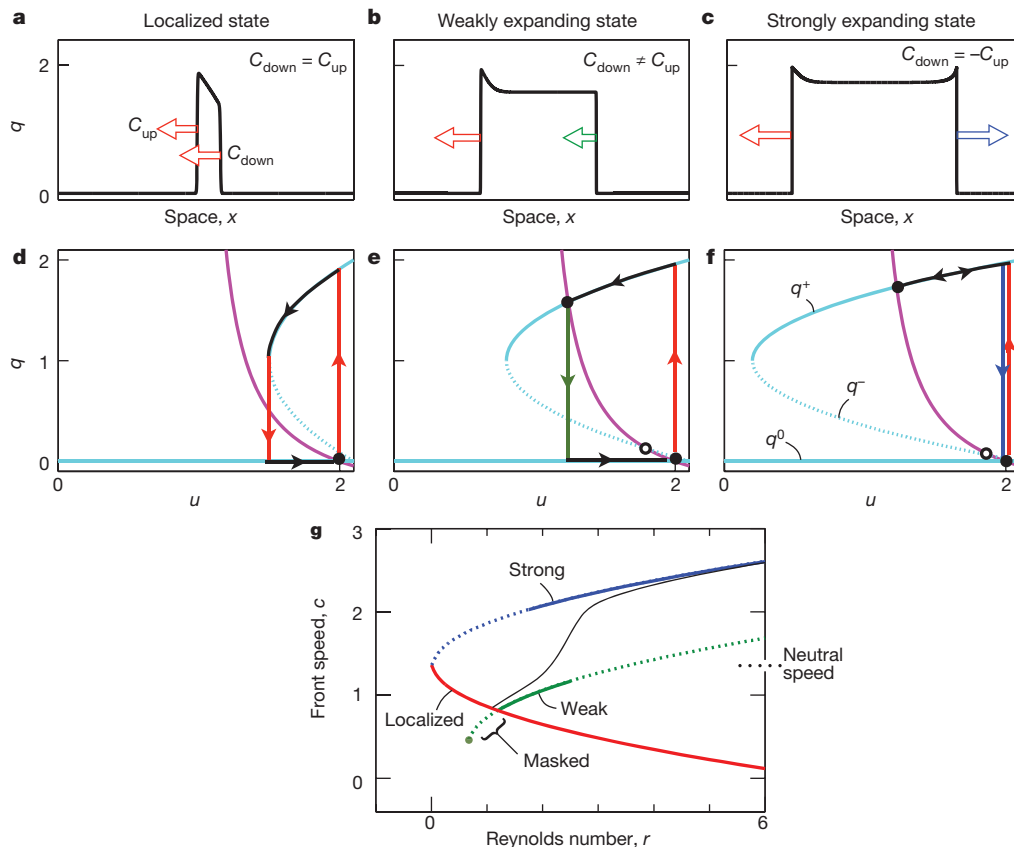 a Localized state
b Weakly expanding state
c Strongly expanding state
2
q
0
C_down = C_up
C_up
C_down
Space, x
C_down ≠ C_up
Space, x
C_down = –C_up
Space, x
d
2
q
1
0
0
u
2
e
0
u
2
f
q^+
q^–
q^0
0
u
2
g
3
2
1
0
Front speed, c
Strong
Localized
Weak
Masked
Neutral
speed
0
6
Reynolds number, r